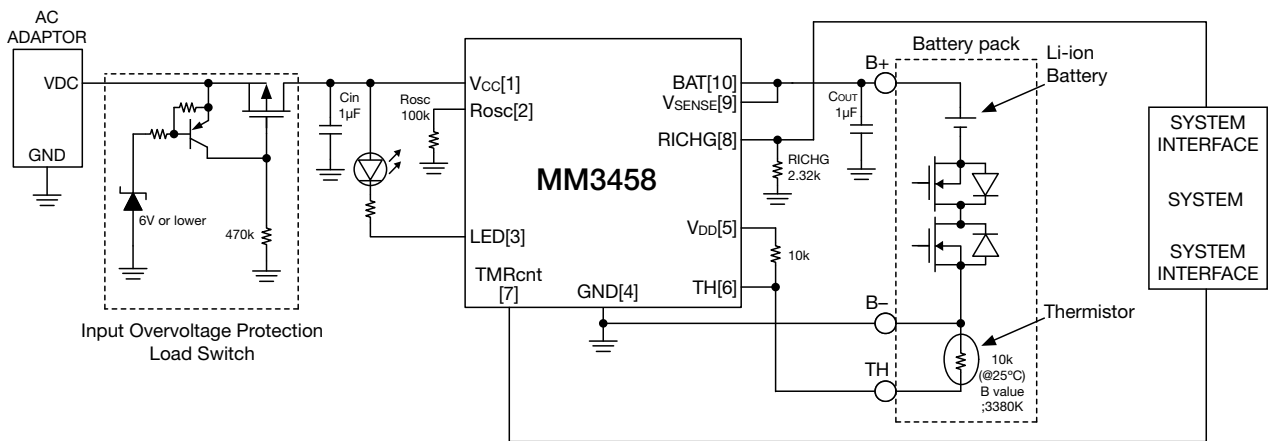 AC
ADAPTOR
VDC
GND
6V or lower
470k
Input Overvoltage Protection
Load Switch
Cin
1µF
Rosc
100k
VCC[1]
Rosc[2]
LED[3]
TMRcnt
[7]
GND[4]
MM3458
BAT[10]
VSENSE[9]
RICHG[8]
VDD[5]
TH[6]
RICHG
2.32k
10k
COUT
1µF
B+
B−
TH
Battery pack
Li-ion
Battery
Thermistor
10k
(@25°C)
B value
;3380K
SYSTEM
INTERFACE
SYSTEM
SYSTEM
INTERFACE